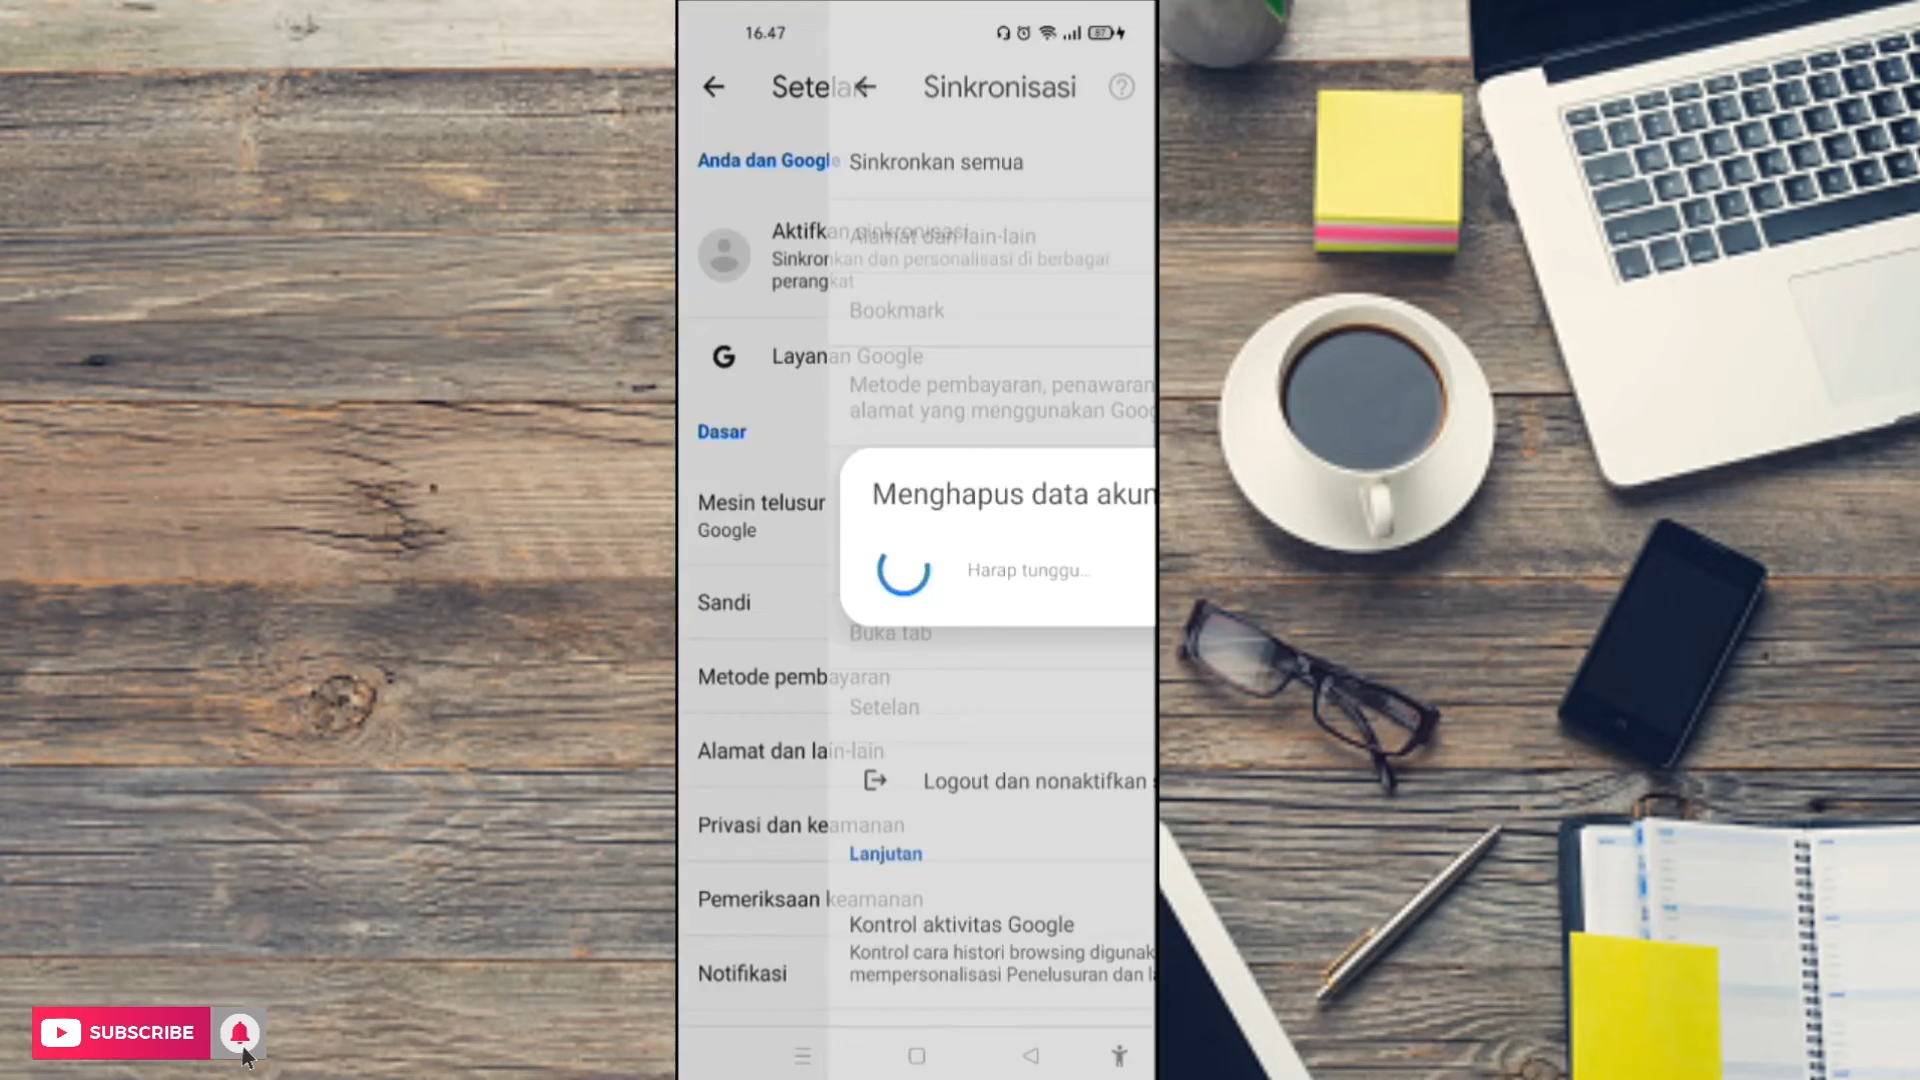 16.47
87
Setelan
Sinkronisasi
Anda dan Google
Aktifkan sinkronisasi
Sinkronkan dan personalisasi di berbagai
perangkat
G
Layanan Google
Dasar
Mesin telusur
Google
Sandi
Metode pembayaran
Alamat dan lain-lain
Privasi dan keamanan
Pemeriksaan keamanan
Notifikasi
Sinkronkan semua
Alamat dan lain-lain
Bookmark
Metode pembayaran, penawaran
alamat yang menggunakan Goog
Menghapus data akun
Harap tunggu...
Buka tab
Setelan
Logout dan nonaktifkan s
Lanjutan
Kontrol aktivitas Google
Kontrol cara histori browsing digunak
mempersonalisasi Penelusuran dan la
SUBSCRIBE